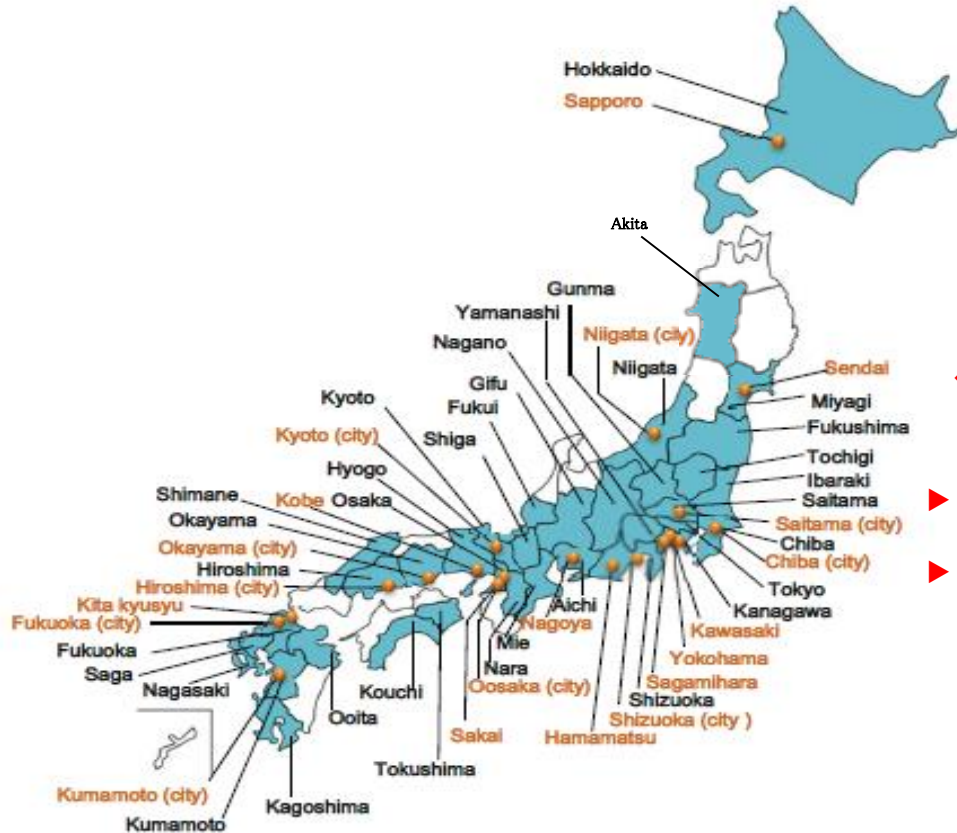 Hokkaido
Sapporo
Akita
Gunma
Yamanashi
Niigata (city)
Nagano
Niigata
Sendai
Gifu
Kyoto
Miyagi
Fukui
Fukushima
Kyoto (city)
Shiga
Tochigi
Hyogo
Ibaraki
Shimane
Kobe Osaka
Saitama
Okayama
Saitama (city)
Okayama (city)
Chiba
Hiroshima
Chiba (city)
Hiroshima (city)
Tokyo
Kita kyusyu
Aichi
Kanagawa
Fukuoka (city)
Nagoya
Kawasaki
Mie
Fukuoka
Yokohama
Nara
Saga
Sagamihara
Nagasaki
Kouchi
Oosaka (city)
Shizuoka
Ooita
Shizuoka (city )
Sakai
Hamamatsu
Tokushima
Kumamoto (city)
Kagoshima
Kumamoto